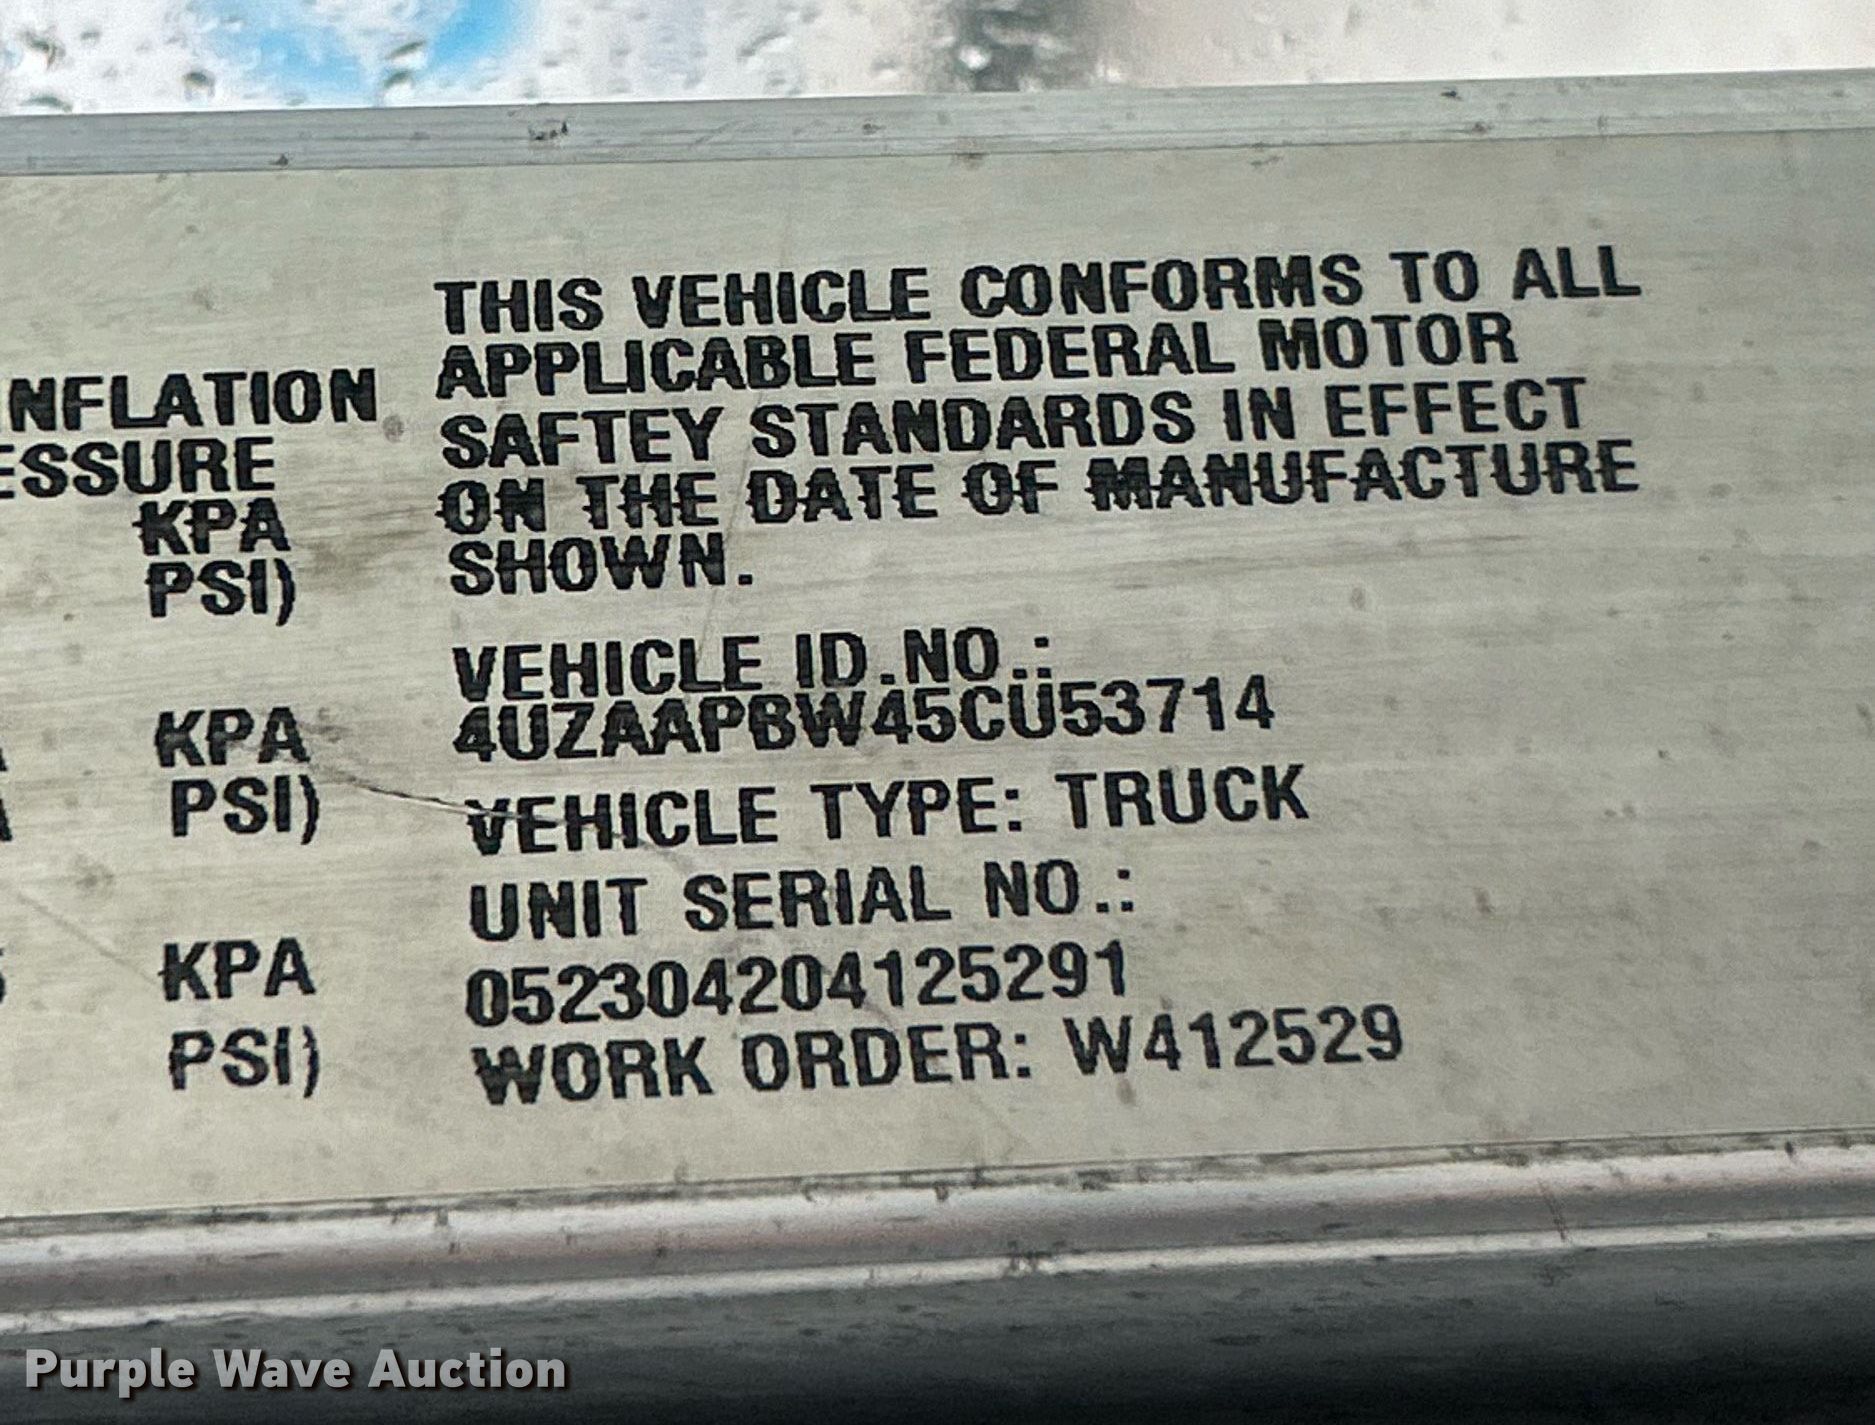 THIS VEHICLE CONFORMS TO ALL
APPLICABLE FEDERAL MOTOR
SAFTEY STANDARDS IN EFFECT
ON THE DATE OF MANUFACTURE
SHOWN.
NFLATION
ESSURE
KPA
PSI)
VEHICLE ID.NO.:
4UZAAPBW45CU53714
KPA
PSI)
VEHICLE TYPE: TRUCK
UNIT SERIAL NO.:
052304204125291
KPA
PSI)
WORK ORDER: W412529
Purple Wave Auction